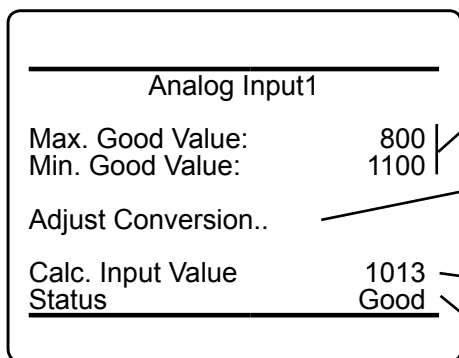 Analog Input1
Max. Good Value: 800
Min. Good Value: 1100
Adjust Conversion..
Calc. Input Value 1013
Status Good